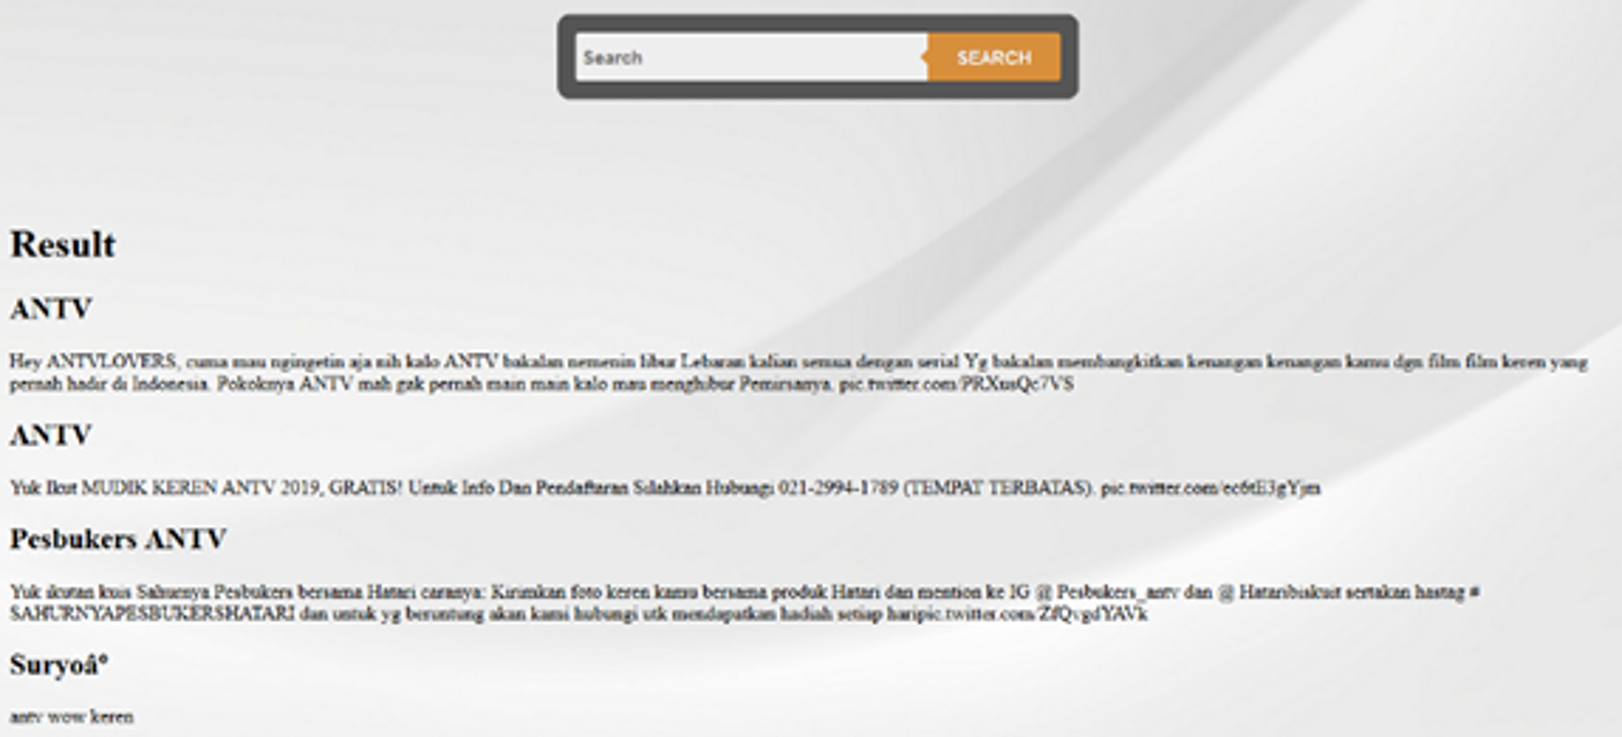 Search
SEARCH
Result
ANTV
Hey ANTVLOVERS, cuma mau ngingetin aja nih kalo ANTV bakalan nemenin libur Lebaran kalian semua dengan serial Yg bakalan membangkitkan kenangan kenangan kamu dgn film film keren yang
pernah hadir di Indonesia. Pokoknya ANTV mah gak pernah main main kalo mau menghibur Pemirsanya. pic.twitter.com/PRXusQc7VS
ANTV
Yuk Ikut MUDIK KEREN ANTV 2019, GRATIS! Untuk Info Dan Pendaftaran Silahkan Hubungi 021-2994-1789 (TEMPAT TERBATAS). pic.twitter.com/ec6tE3gYjm
Pesbukers ANTV
Yuk ikutan kuis Sahurnya Pesbukers bersama Hatari caranya: Kirimkan foto keren kamu bersama produk Hatari dan mention ke IG @ Pesbukers_antv dan @ Hataribiskuit sertakan hastag #
SAHURNYAPESBUKERSHATARI dan untuk yg beruntung akan kami hubungi utk mendapatkan hadiah setiap haripic.twitter.com/ZfQvgdYAVk
Suryoâº
antv wow keren